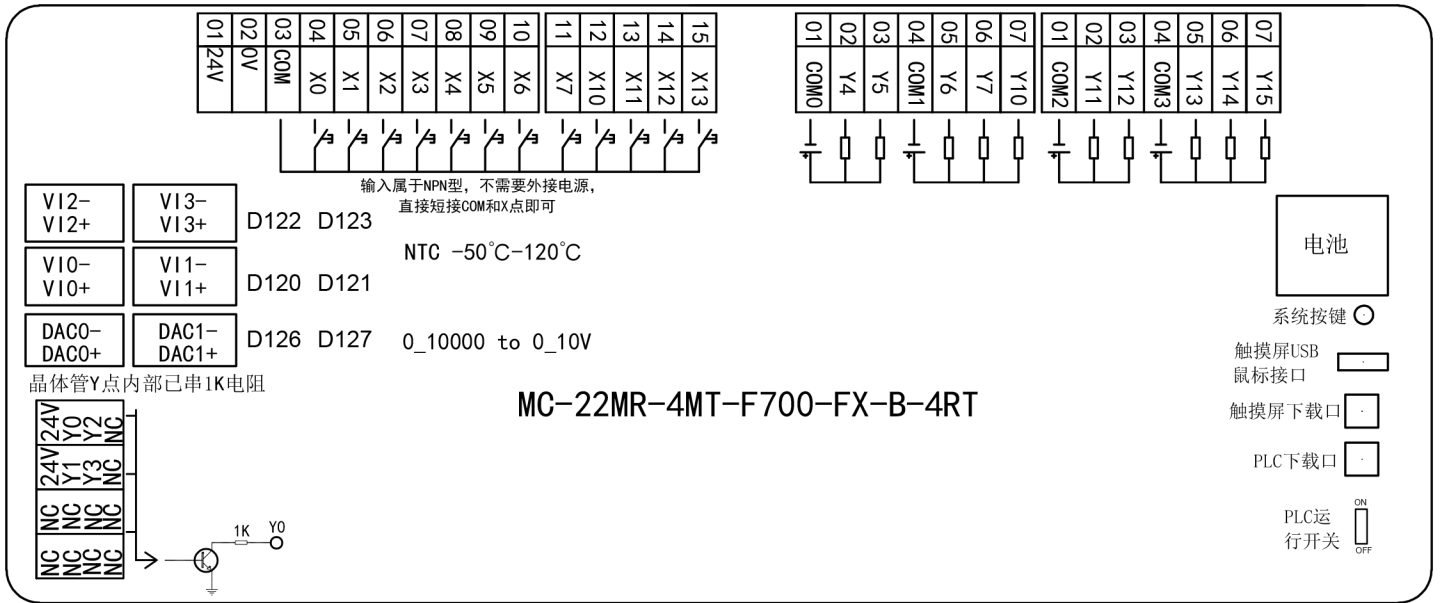 01 02 03 04 05 06 07 08 09 10 11 12 13 14 15
24V 0V COM X0 X1 X2 X3 X4 X5 X6 X7 X10 X11 X12 X13
01 02 03 04 05 06 07 01 02 03 04 05 06 07
COM0 Y4 Y5 COM1 Y6 Y7 Y10 COM2 Y11 Y12 COM3 Y13 Y14 Y15
输入属于NPN型，不需要外接电源，
直接短接COM和X点即可
VI2- VI3-
VI2+ VI3+ D122 D123
NTC -50℃-120℃
VI0- VI1-
VI0+ VI1+ D120 D121
DAC0- DAC1-
DAC0+ DAC1+ D126 D127 0_10000 to 0_10V
晶体管Y点内部已串1K电阻
24V Y0 Y2 NC
24V Y1 Y3 NC
NC NC NC NC
NC NC NC NC
1K Y0
MC-22MR-4MT-F700-FX-B-4RT
电池
系统按键
触摸屏USB
鼠标接口
触摸屏下载口
PLC下载口
PLC运
行开关
ON
OFF